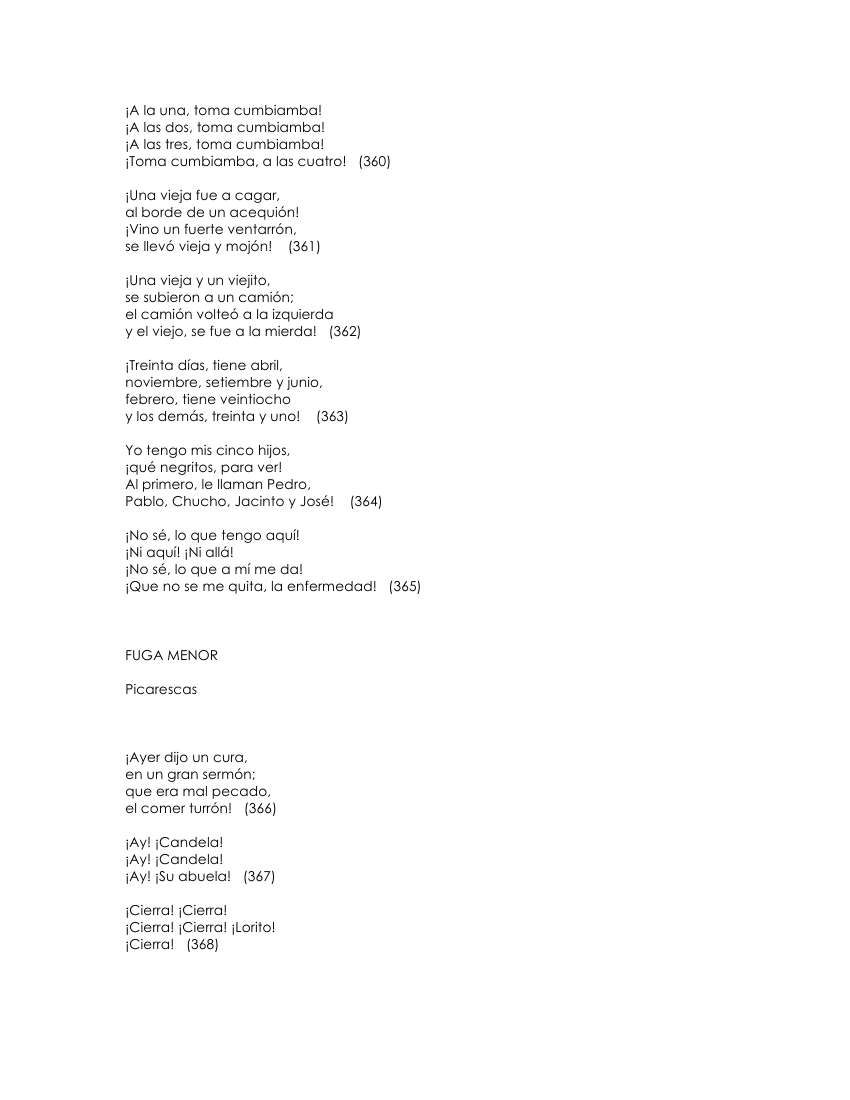 ¡A la una, toma cumbiamba!
¡A las dos, toma cumbiamba!
¡A las tres, toma cumbiamba!
¡Toma cumbiamba, a las cuatro! (360)
¡Una vieja fue a cagar,
al borde de un acequión!
¡Vino un fuerte ventarrón,
se llevó vieja y mojón! (361)
¡Una vieja y un viejito,
se subieron a un camión;
el camión volteó a la izquierda
y el viejo, se fue a la mierda! (362)
¡Treinta días, tiene abril,
noviembre, setiembre y junio,
febrero, tiene veintiocho
y los demás, treinta y uno! (363)
Yo tengo mis cinco hijos,
¡qué negritos, para ver!
Al primero, le llaman Pedro,
Pablo, Chucho, Jacinto y José! (364)
¡No sé, lo que tengo aquí!
¡Ni aquí! ¡Ni allá!
¡No sé, lo que a mí me da!
¡Que no se me quita, la enfermedad! (365)
FUGA MENOR
Picarescas
¡Ayer dijo un cura,
en un gran sermón;
que era mal pecado,
el comer turrón! (366)
¡Ay! ¡Candela!
¡Ay! ¡Candela!
¡Ay! ¡Su abuela! (367)
¡Cierra! ¡Cierra!
¡Cierra! ¡Cierra! ¡Lorito!
¡Cierra! (368)